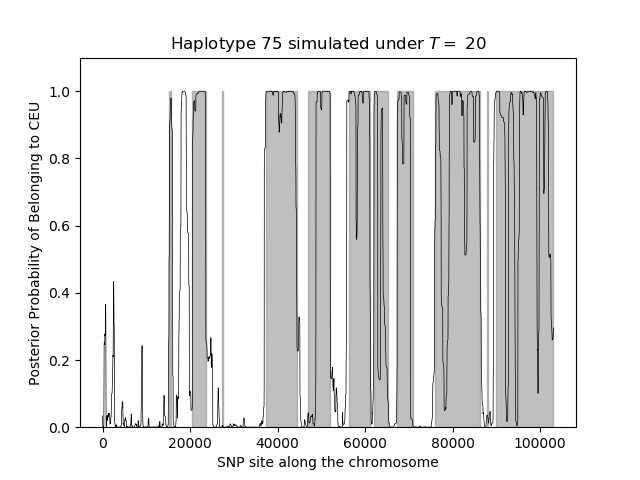 Haplotype 75 simulated under T = 20
Posterior Probability of Belonging to CEU
1.0
0.8
0.6
0.4
0.2
0.0
0 20000 40000 60000 80000 100000
SNP site along the chromosome